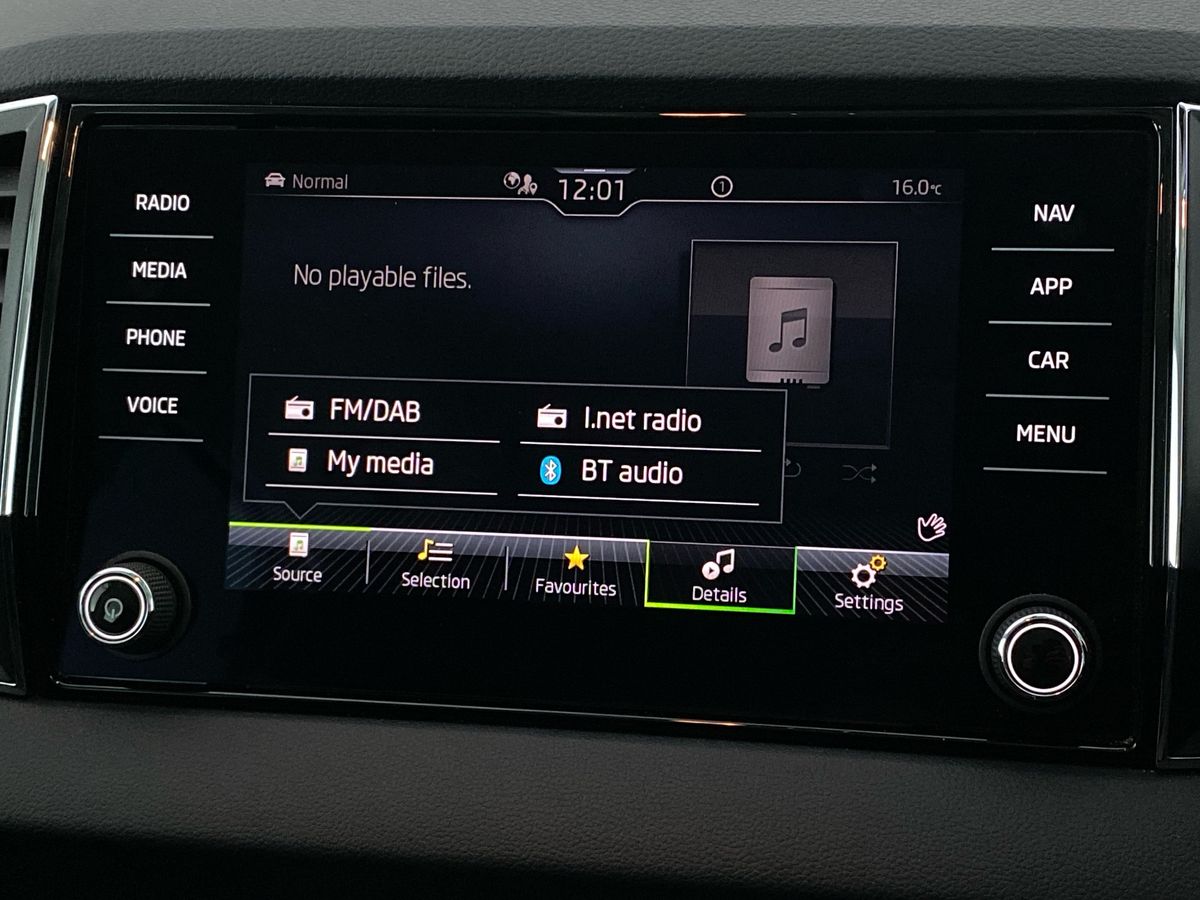 Normal
12:01
1
16.0°C
RADIO
MEDIA
PHONE
VOICE
No playable files.
FM/DAB
I.net radio
My media
BT audio
Source
Selection
Favourites
Details
Settings
NAV
APP
CAR
MENU